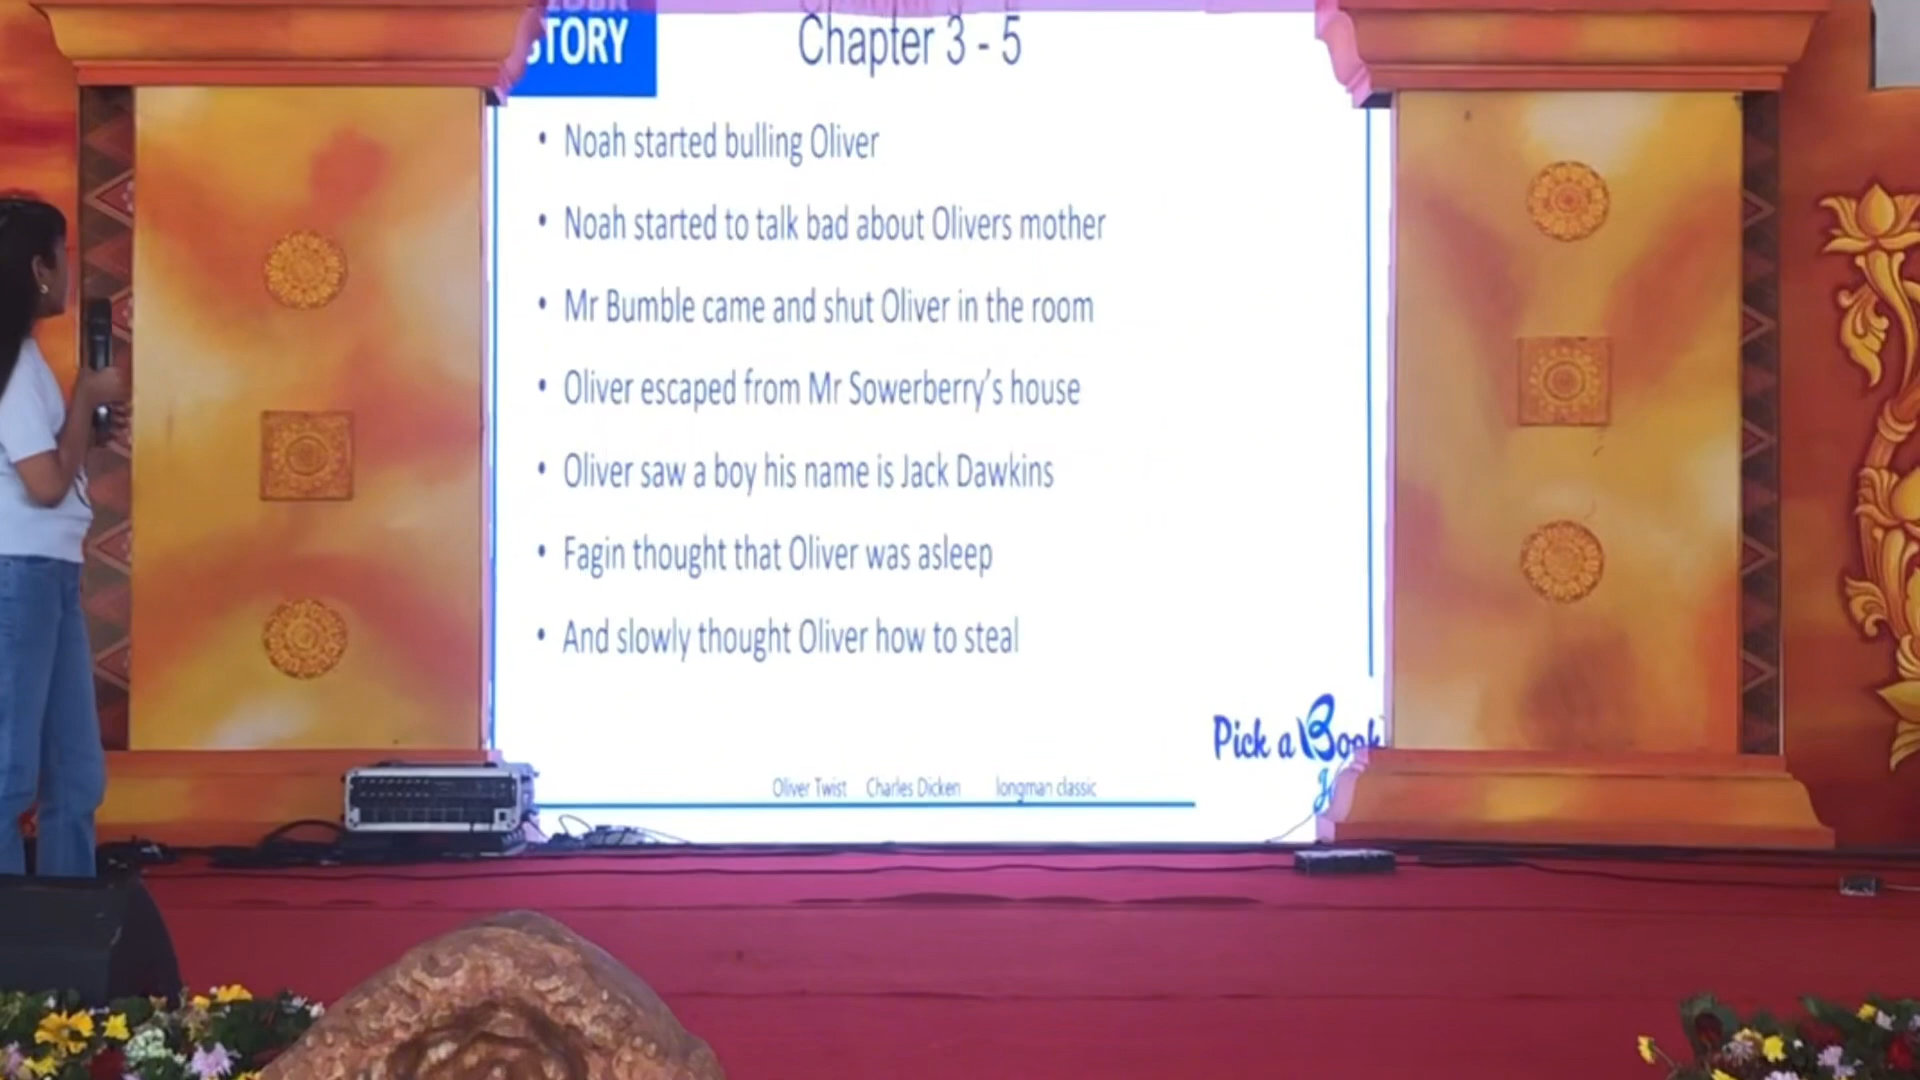 STORY
Chapter 3 - 5
• Noah started bulling Oliver
• Noah started to talk bad about Olivers mother
• Mr Bumble came and shut Oliver in the room
• Oliver escaped from Mr Sowerberry's house
• Oliver saw a boy his name is Jack Dawkins
• Fagin thought that Oliver was asleep
• And slowly thought Oliver how to steal
Pick a Book
Oliver Twist Charles Dicken longman classic